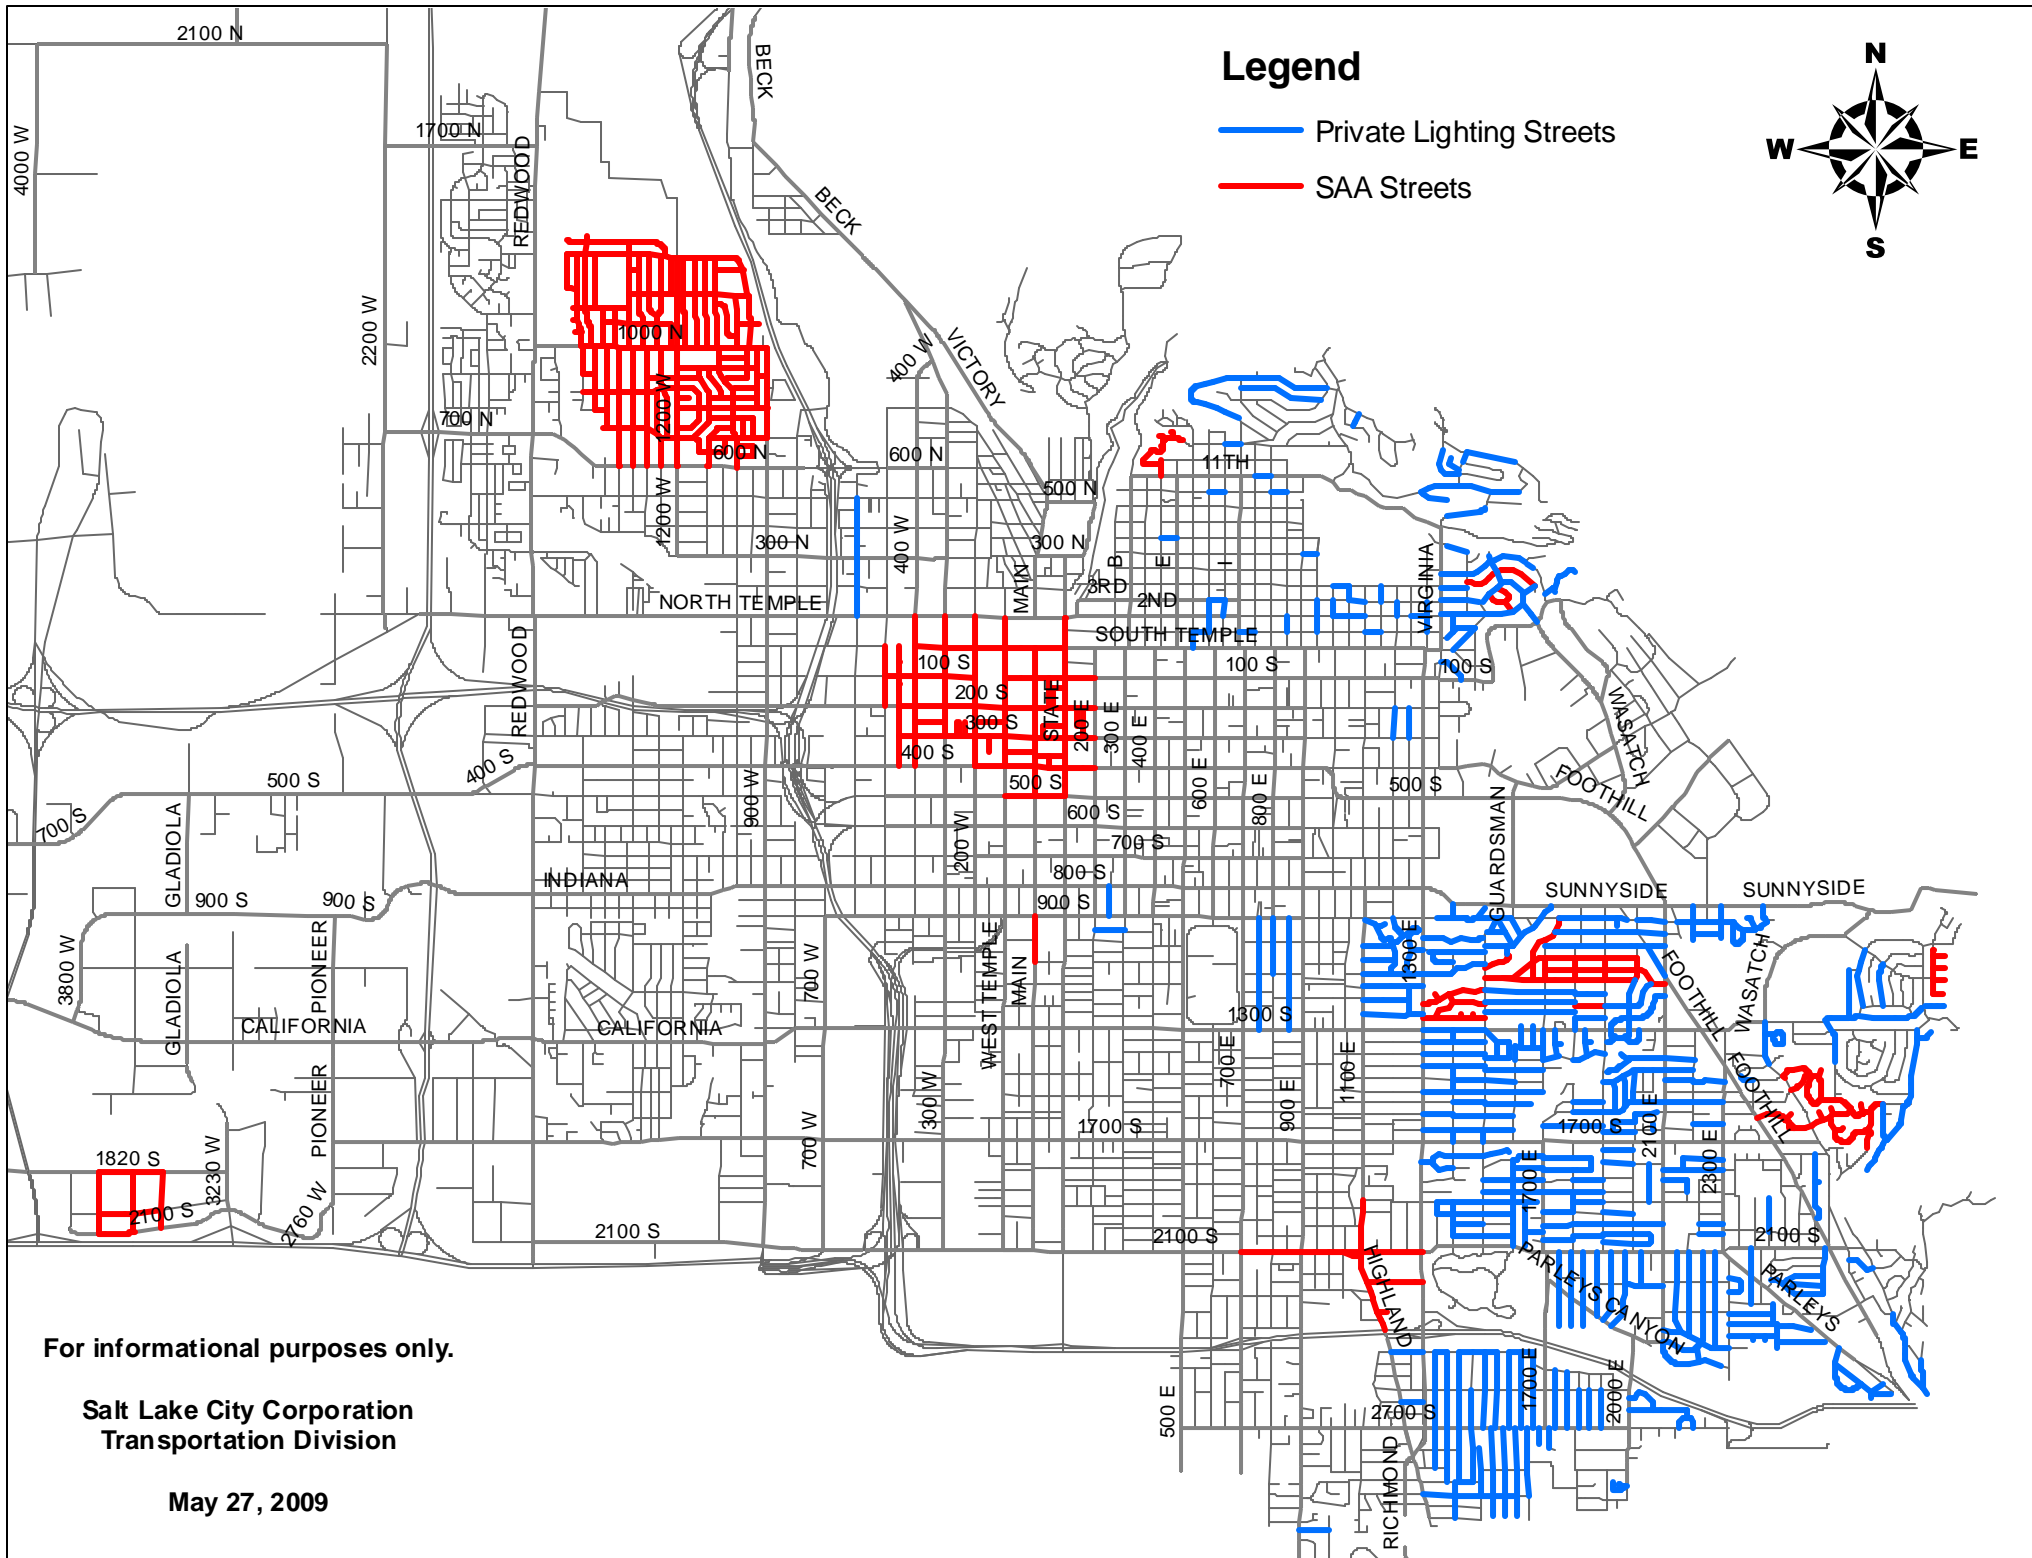 2100 N
BECK
Legend
N
4000 W
1700 N
REDWOOD
Private Lighting Streets
W
E
SAA Streets
BECK
S
2200 W
1000 N
400 W
VICTORY
1200 W
700 N
600 N
600 N
11TH
500 N
1200 W
300 N
400 W
300 N
B
E
I
VIRGINIA
MAIN
3RD
2ND
NORTH TEMPLE
SOUTH TEMPLE
REDWOOD
100 S
100 S
100 S
200 S
300 S
STATE
200 E
300 E
400 E
WASATCH
400 S
400 S
500 S
500 S
500 S
600 E
800 E
FOOTHILL
900 W
GUARDSMAN
700 S
GLADIOLA
600 S
700 S
200 W
800 S
INDIANA
SUNNYSIDE
SUNNYSIDE
900 S
900 S
900 S
3800 W
GLADIOLA
PIONEER
700 W
WEST TEMPLE
MAIN
1300 E
FOOTHILL
WASATCH
CALIFORNIA
CALIFORNIA
1300 S
PIONEER
300 W
700 E
900 E
1100 E
FOOTHILL
700 W
1700 S
1700 S
2100 E
2300 E
1820 S
3230 W
2100 S
2760 W
2100 S
2100 S
1700 E
2100 S
HIGHLAND
PARLEYS CANYON
PARLEYS
For informational purposes only.
Salt Lake City Corporation
Transportation Division
May 27, 2009
500 E
2700 S
1700 E
2000 E
RICHMOND